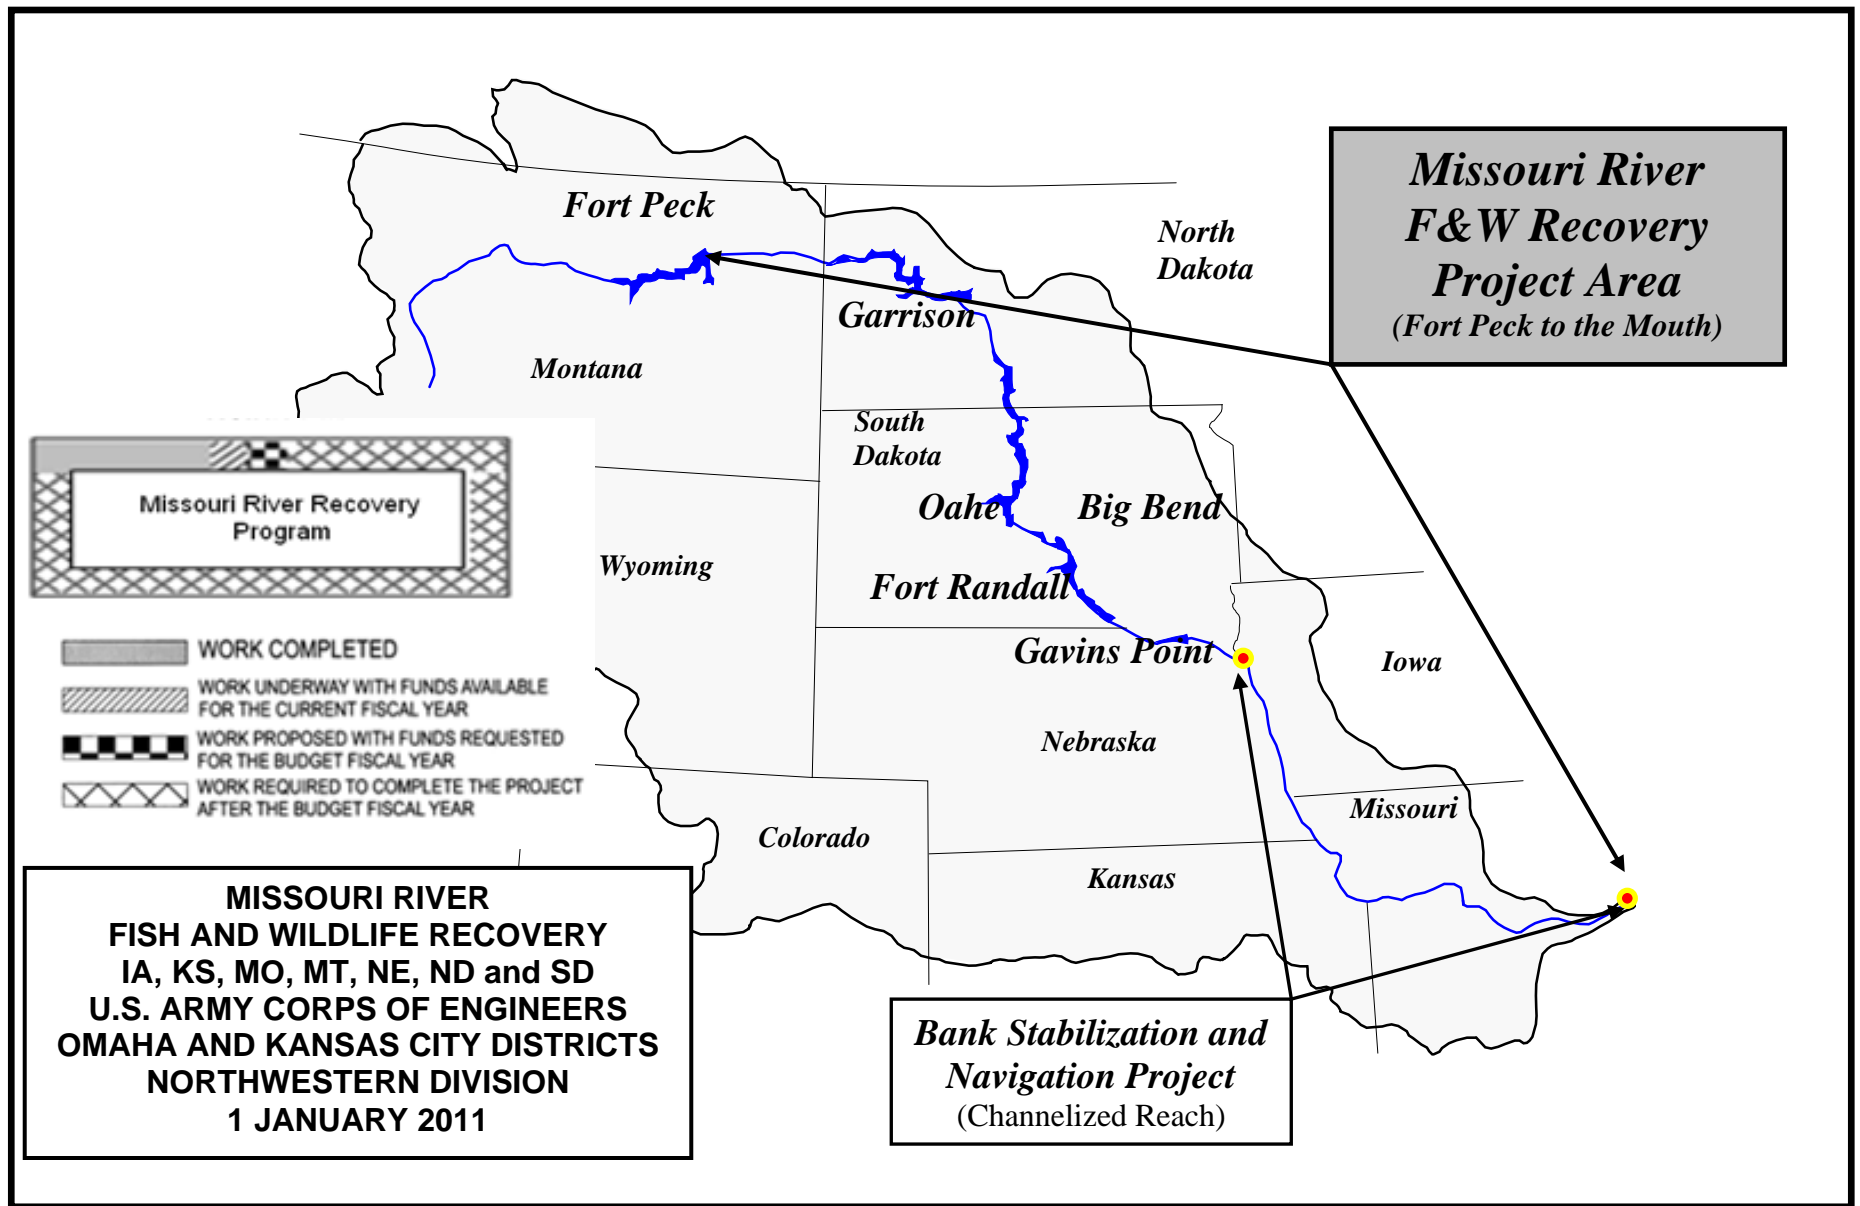 Missouri River
F&W Recovery
Project Area
(Fort Peck to the Mouth)
Fort Peck
North
Dakota
Garrison
Montana
South
Dakota
Oahe
Big Bend
Missouri River Recovery
Program
Wyoming
Fort Randall
Gavins Point
Iowa
WORK COMPLETED
WORK UNDERWAY WITH FUNDS AVAILABLE
FOR THE CURRENT FISCAL YEAR
WORK PROPOSED WITH FUNDS REQUESTED
FOR THE BUDGET FISCAL YEAR
WORK REQUIRED TO COMPLETE THE PROJECT
AFTER THE BUDGET FISCAL YEAR
Nebraska
Missouri
Colorado
Kansas
MISSOURI RIVER
FISH AND WILDLIFE RECOVERY
IA, KS, MO, MT, NE, ND and SD
U.S. ARMY CORPS OF ENGINEERS
OMAHA AND KANSAS CITY DISTRICTS
NORTHWESTERN DIVISION
1 JANUARY 2011
Bank Stabilization and
Navigation Project
(Channelized Reach)